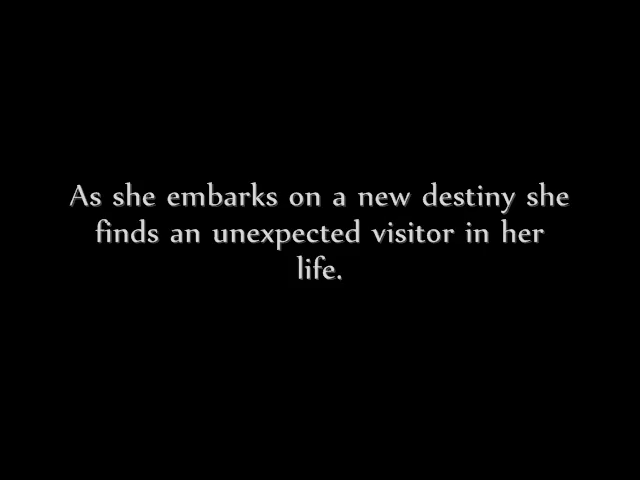 As she embarks on a new destiny she
finds an unexpected visitor in her
life.